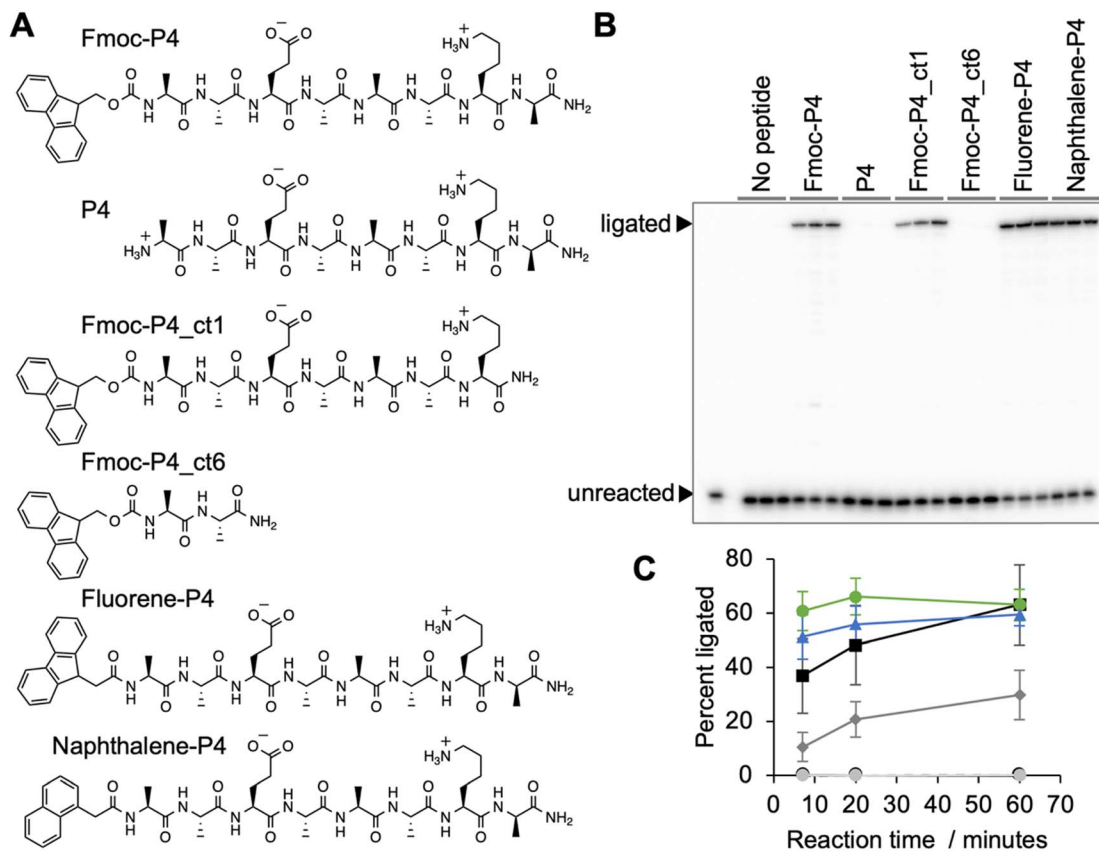 A
Fmoc-P4
P4
Fmoc-P4_ct1
Fmoc-P4_ct6
Fluorene-P4
Naphthalene-P4
B
No peptide
Fmoc-P4
P4
Fmoc-P4_ct1
Fmoc-P4_ct6
Fluorene-P4
Naphthalene-P4
ligated
unreacted
C
Percent ligated
80
60
40
20
0
0 10 20 30 40 50 60 70
Reaction time / minutes